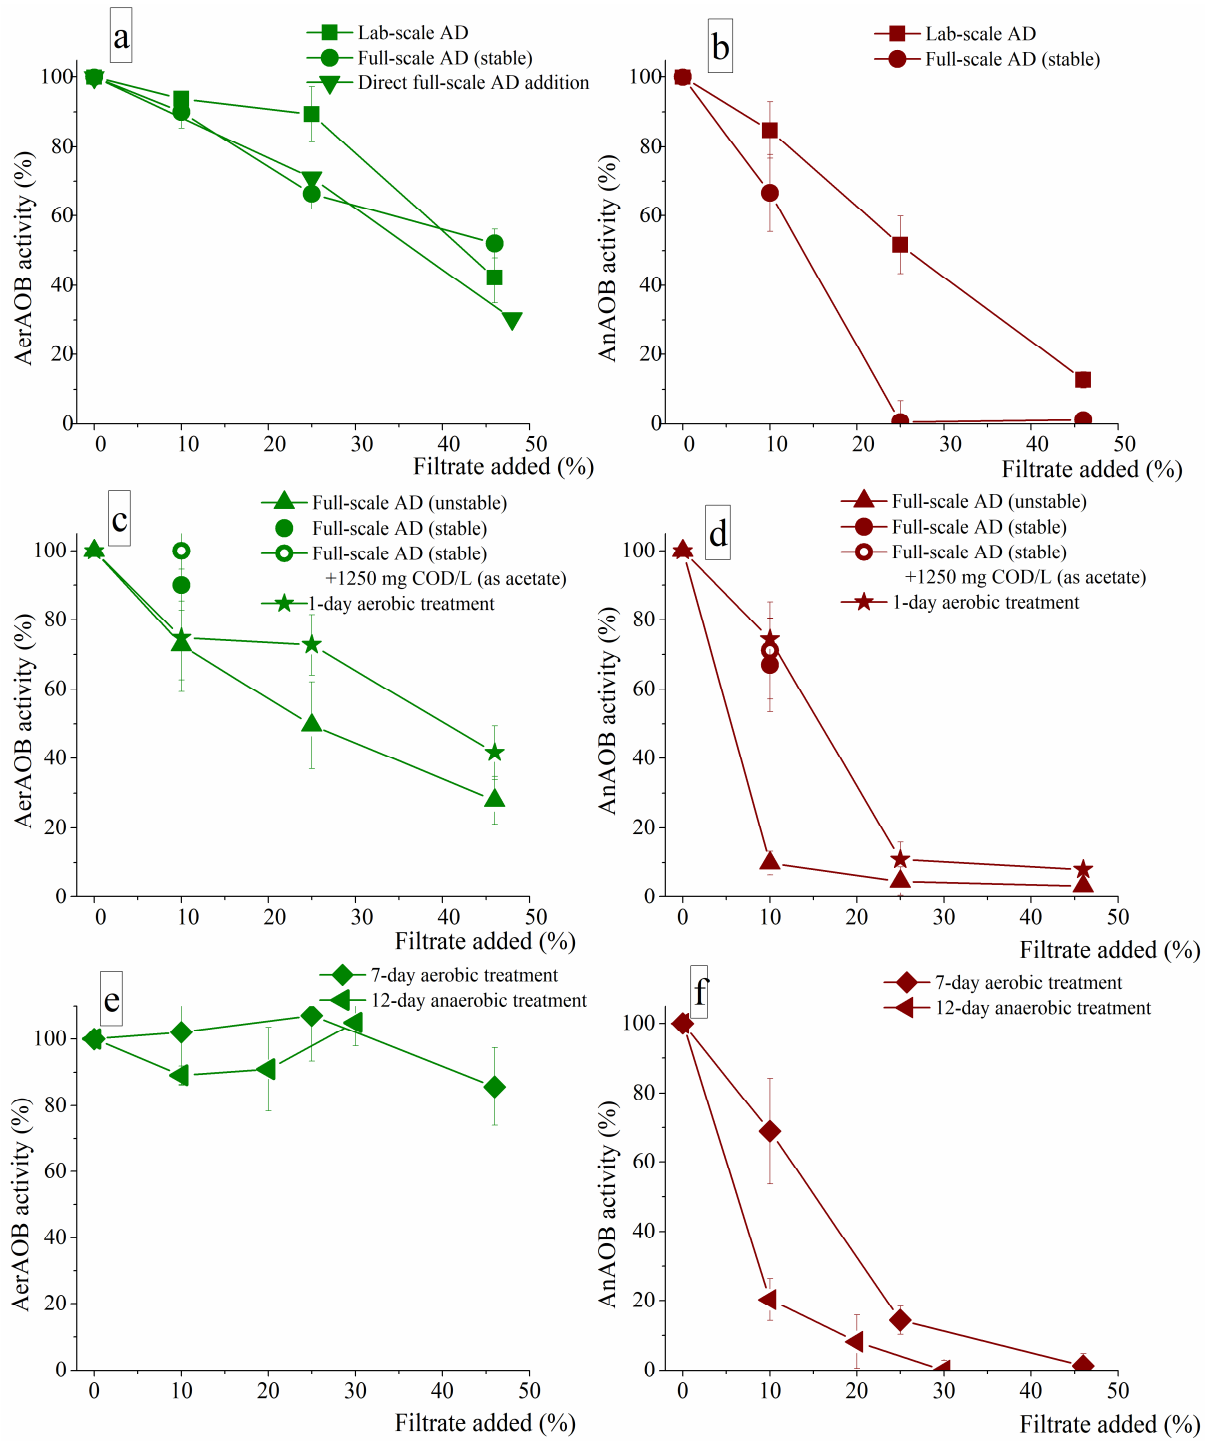 a
Lab-scale AD
Full-scale AD (stable)
Direct full-scale AD addition
AerAOB activity (%)
100
80
60
40
20
0
0 10 20 30 40 50
Filtrate added (%)
b
Lab-scale AD
Full-scale AD (stable)
AnAOB activity (%)
100
80
60
40
20
0
0 10 20 30 40 50
Filtrate added (%)
c
Full-scale AD (unstable)
Full-scale AD (stable)
Full-scale AD (stable)
+1250 mg COD/L (as acetate)
1-day aerobic treatment
AerAOB activity (%)
100
80
60
40
20
0
0 10 20 30 40 50
Filtrate added (%)
d
Full-scale AD (unstable)
Full-scale AD (stable)
Full-scale AD (stable)
+1250 mg COD/L (as acetate)
1-day aerobic treatment
AnAOB activity (%)
100
80
60
40
20
0
0 10 20 30 40 50
Filtrate added (%)
e
7-day aerobic treatment
12-day anaerobic treatment
AerAOB activity (%)
100
80
60
40
20
0
0 10 20 30 40 50
Filtrate added (%)
f
7-day aerobic treatment
12-day anaerobic treatment
AnAOB activity (%)
100
80
60
40
20
0
0 10 20 30 40 50
Filtrate added (%)